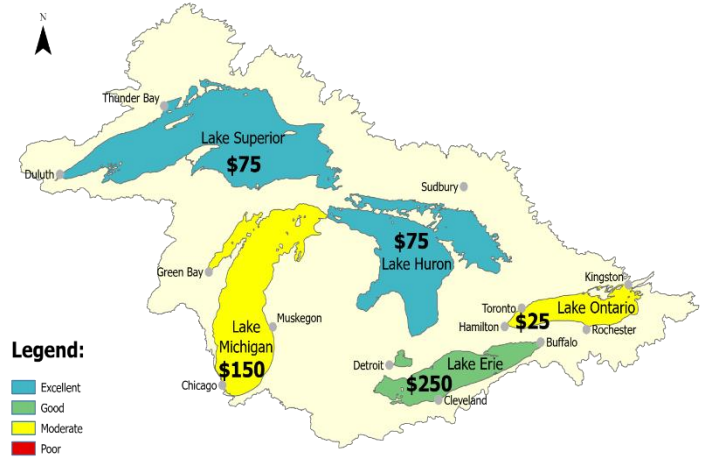 N
Thunder Bay
Lake Superior
$75
Duluth
Sudbury
$75
Lake Huron
Green Bay
Kingston
Toronto
Lake Ontario
$25
Hamilton
Rochester
Muskegon
Lake
Michigan
$150
Buffalo
Detroit
Lake Erie
$250
Chicago
Cleveland
Legend:
Excellent
Good
Moderate
Poor